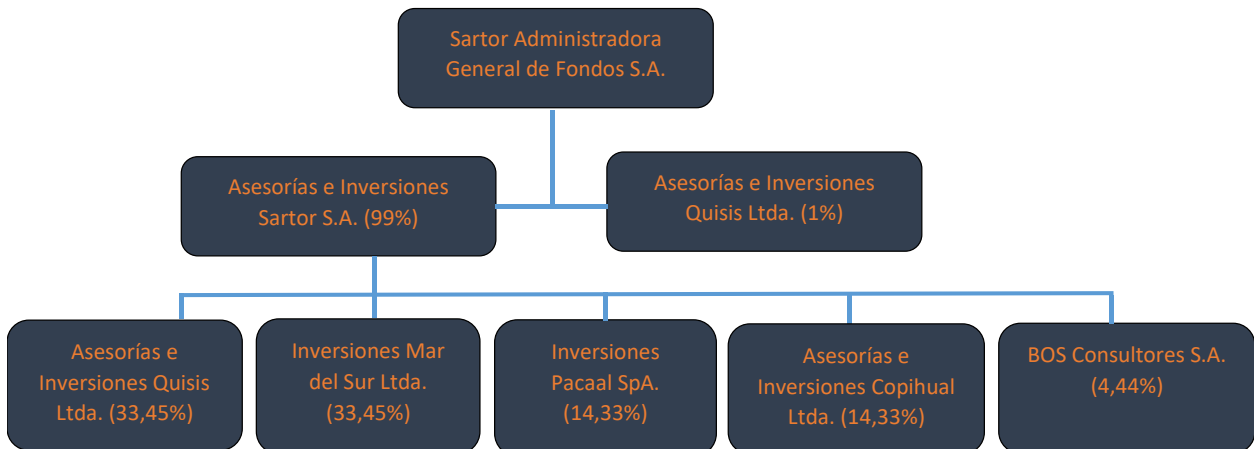 Sartor Administradora
General de Fondos S.A.
Asesorías e Inversiones
Sartor S.A. (99%)
Asesorías e Inversiones
Quisis Ltda. (1%)
Asesorías e
Inversiones Quisis
Ltda. (33,45%)
Inversiones Mar
del Sur Ltda.
(33,45%)
Inversiones
Pacaal SpA.
(14,33%)
Asesorías e
Inversiones Copihual
Ltda. (14,33%)
BOS Consultores S.A.
(4,44%)